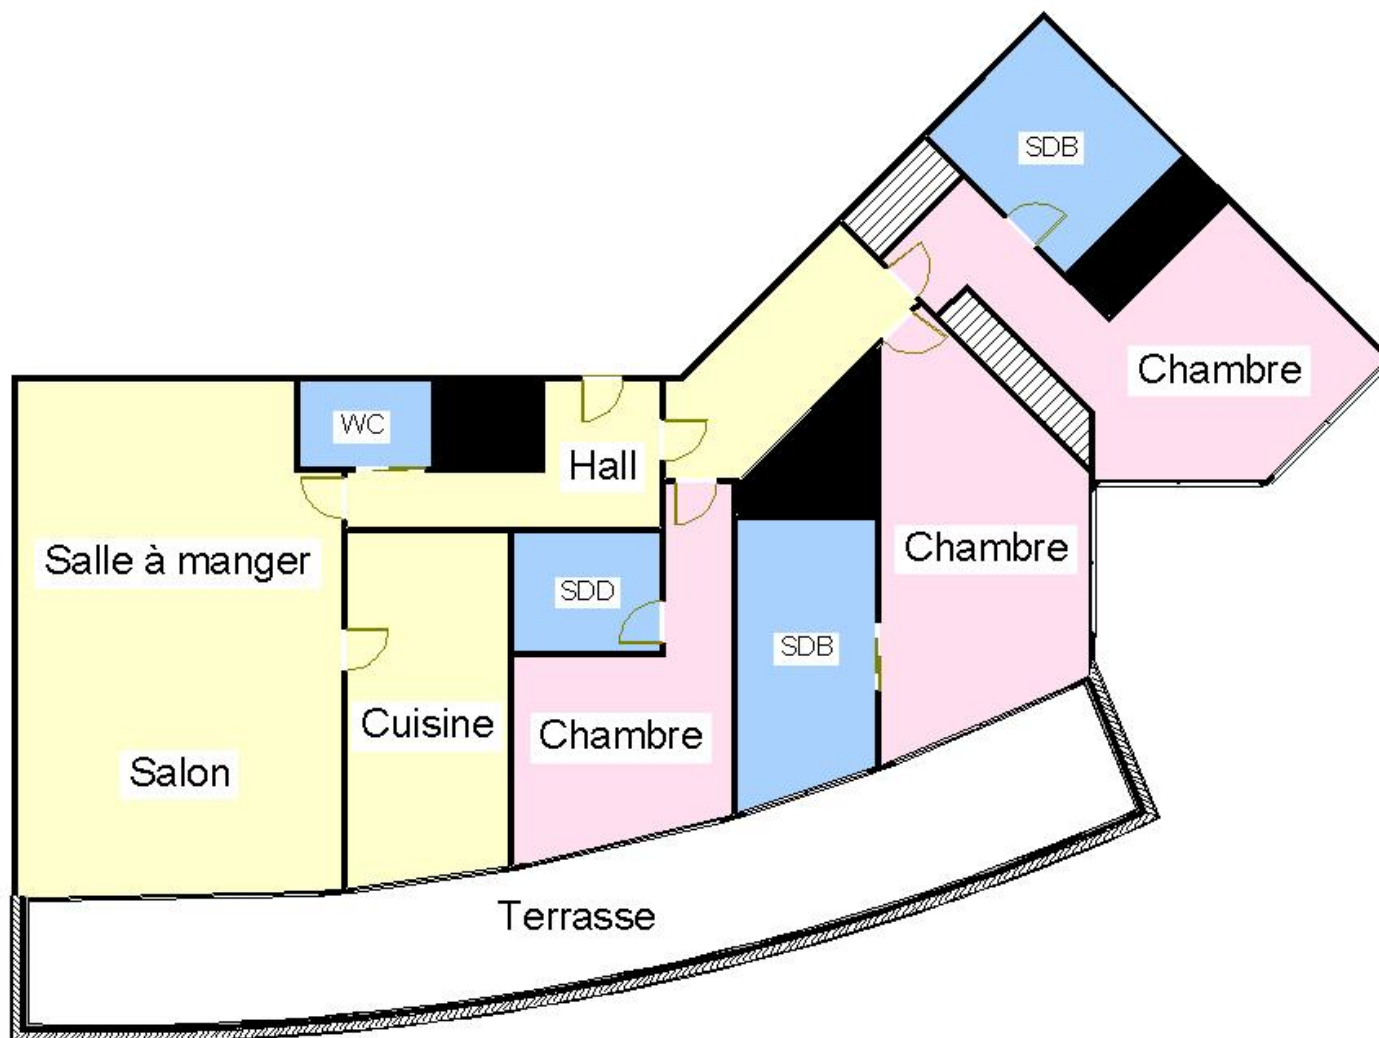 SDB
Chambre
WC
Hall
Salle à manger
Chambre
SDD
SDB
Cuisine
Chambre
Salon
Terrasse